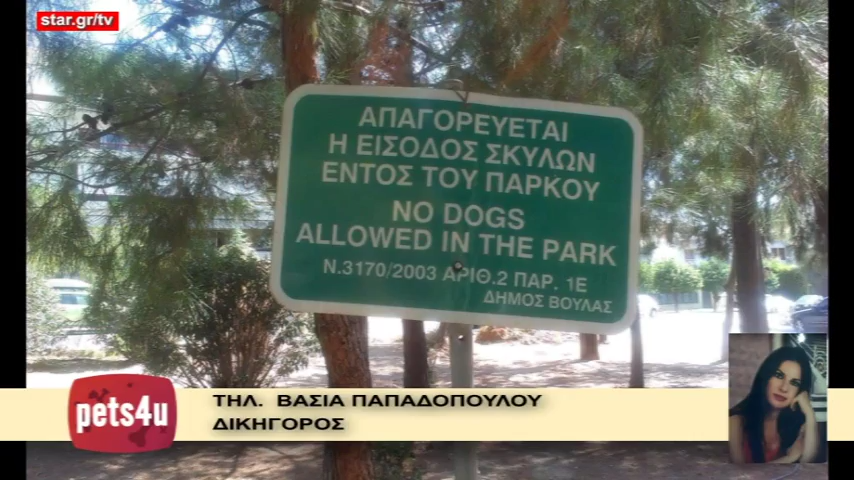 star.gr/tv
ΑΠΑΓΟΡΕΥΕΤΑΙ
Η ΕΙΣΟΔΟΣ ΣΚΥΛΩΝ
ΕΝΤΟΣ ΤΟΥ ΠΑΡΚΟΥ
NO DOGS
ALLOWED IN THE PARK
Ν.3170/2003 ΑΡΙΘ.2 ΠΑΡ. 1Ε
ΔΗΜΟΣ ΒΟΥΛΑΣ
pets4u
ΤΗΛ. ΒΑΣΙΑ ΠΑΠΑΔΟΠΟΥΛΟΥ
ΔΙΚΗΓΟΡΟΣ